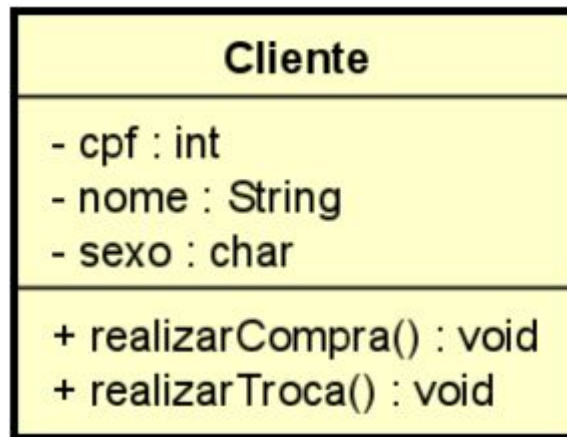 Cliente
- cpf : int
- nome : String
- sexo : char
+ realizarCompra() : void
+ realizarTroca() : void